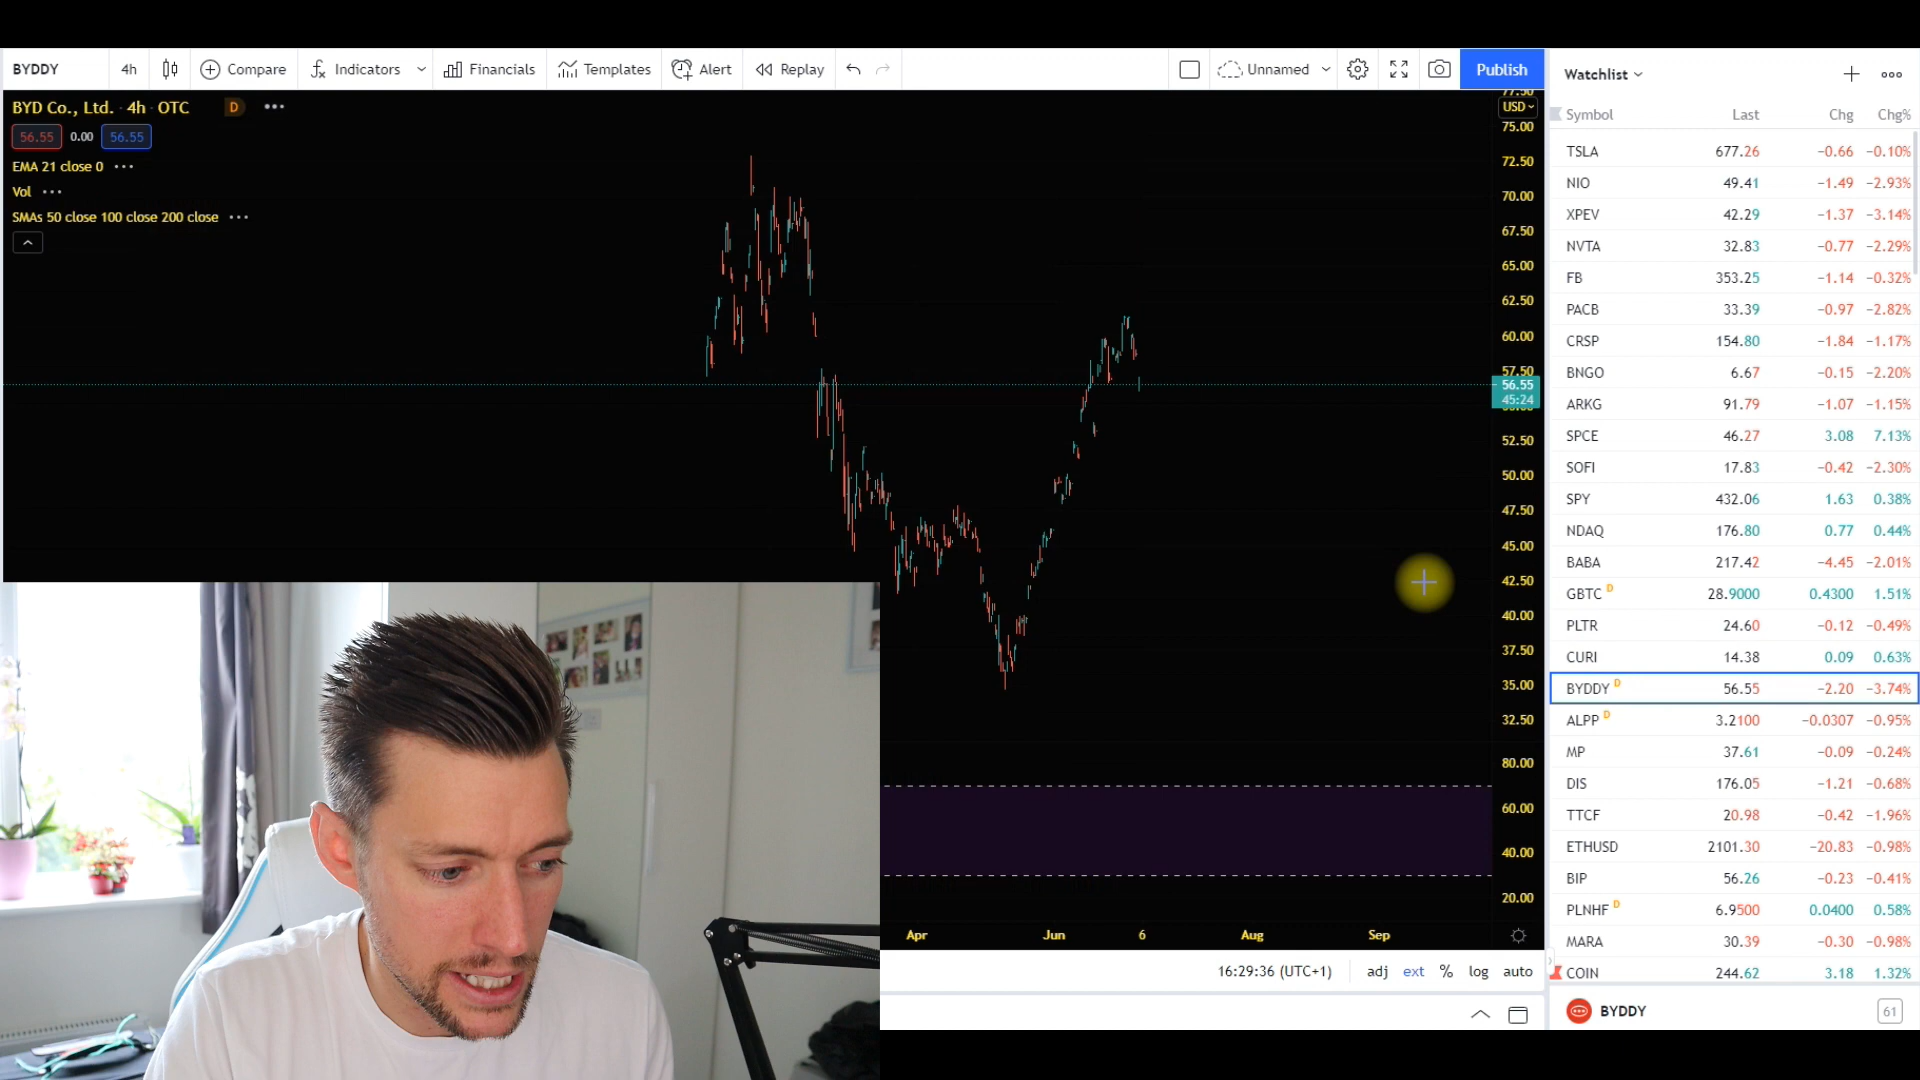 BYDDY 4h Compare Indicators Financials Templates Alert Replay Unnamed Publish
BYD Co., Ltd. · 4h · OTC D
56.55 0.00 56.55
EMA 21 close 0
Vol
SMAs 50 close 100 close 200 close
77.50
USD
75.00
72.50
70.00
67.50
65.00
62.50
60.00
57.50
56.55
45:24
52.50
50.00
47.50
45.00
42.50
40.00
37.50
35.00
32.50
80.00
60.00
40.00
20.00
Apr Jun 6 Aug Sep
16:29:36 (UTC+1) adj ext % log auto
Watchlist
Symbol Last Chg Chg%
TSLA 677.26 −0.66 −0.10%
NIO 49.41 −1.49 −2.93%
XPEV 42.29 −1.37 −3.14%
NVTA 32.83 −0.77 −2.29%
FB 353.25 −1.14 −0.32%
PACB 33.39 −0.97 −2.82%
CRSP 154.80 −1.84 −1.17%
BNGO 6.67 −0.15 −2.20%
ARKG 91.79 −1.07 −1.15%
SPCE 46.27 3.08 7.13%
SOFI 17.83 −0.42 −2.30%
SPY 432.06 1.63 0.38%
NDAQ 176.80 0.77 0.44%
BABA 217.42 −4.45 −2.01%
GBTC D 28.9000 0.4300 1.51%
PLTR 24.60 −0.12 −0.49%
CURI 14.38 0.09 0.63%
BYDDY D 56.55 −2.20 −3.74%
ALPP D 3.2100 −0.0307 −0.95%
MP 37.61 −0.09 −0.24%
DIS 176.05 −1.21 −0.68%
TTCF 20.98 −0.42 −1.96%
ETHUSD 2101.30 −20.83 −0.98%
BIP 56.26 −0.23 −0.41%
PLNHF D 6.9500 0.0400 0.58%
MARA 30.39 −0.30 −0.98%
COIN 244.62 3.18 1.32%
BYDDY 61